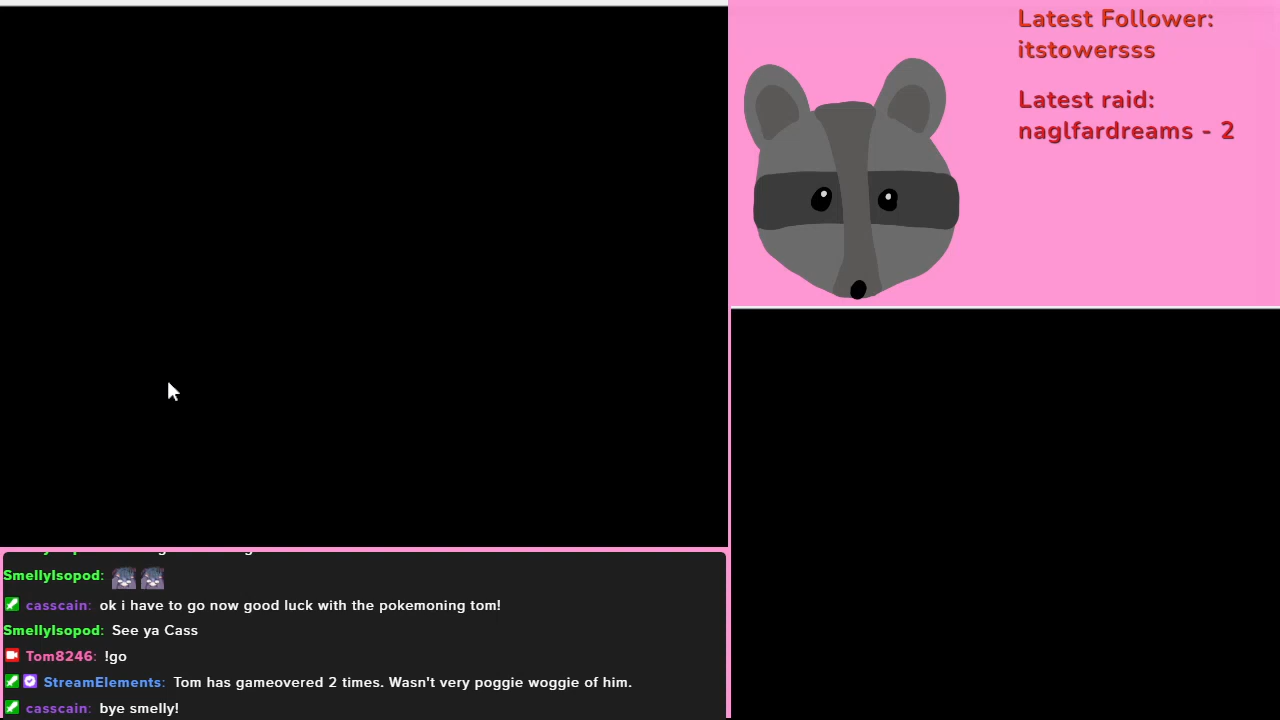 Latest Follower:
itstowersss
Latest raid:
naglfardreams - 2
SmellyIsopod:
casscain: ok i have to go now good luck with the pokemoning tom!
SmellyIsopod: See ya Cass
Tom8246: !go
StreamElements: Tom has gameovered 2 times. Wasn't very poggie woggie of him.
casscain: bye smelly!